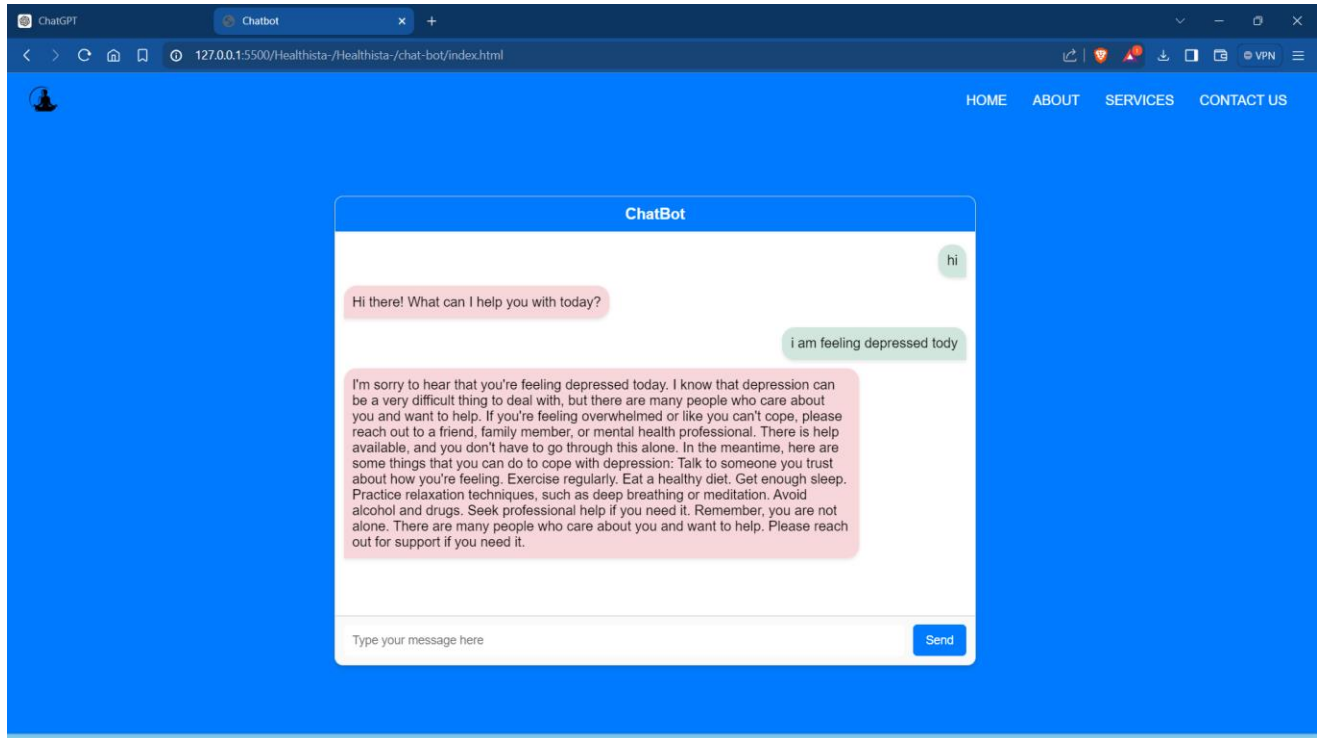 ChatGPT
Chatbot
127.0.0.1:5500/Healthista-/Healthista-/chat-bot/index.html
VPN
HOME ABOUT SERVICES CONTACT US
ChatBot
hi
Hi there! What can I help you with today?
i am feeling depressed tody
I'm sorry to hear that you're feeling depressed today. I know that depression can
be a very difficult thing to deal with, but there are many people who care about
you and want to help. If you're feeling overwhelmed or like you can't cope, please
reach out to a friend, family member, or mental health professional. There is help
available, and you don't have to go through this alone. In the meantime, here are
some things that you can do to cope with depression: Talk to someone you trust
about how you're feeling. Exercise regularly. Eat a healthy diet. Get enough sleep.
Practice relaxation techniques, such as deep breathing or meditation. Avoid
alcohol and drugs. Seek professional help if you need it. Remember, you are not
alone. There are many people who care about you and want to help. Please reach
out for support if you need it.
Type your message here
Send